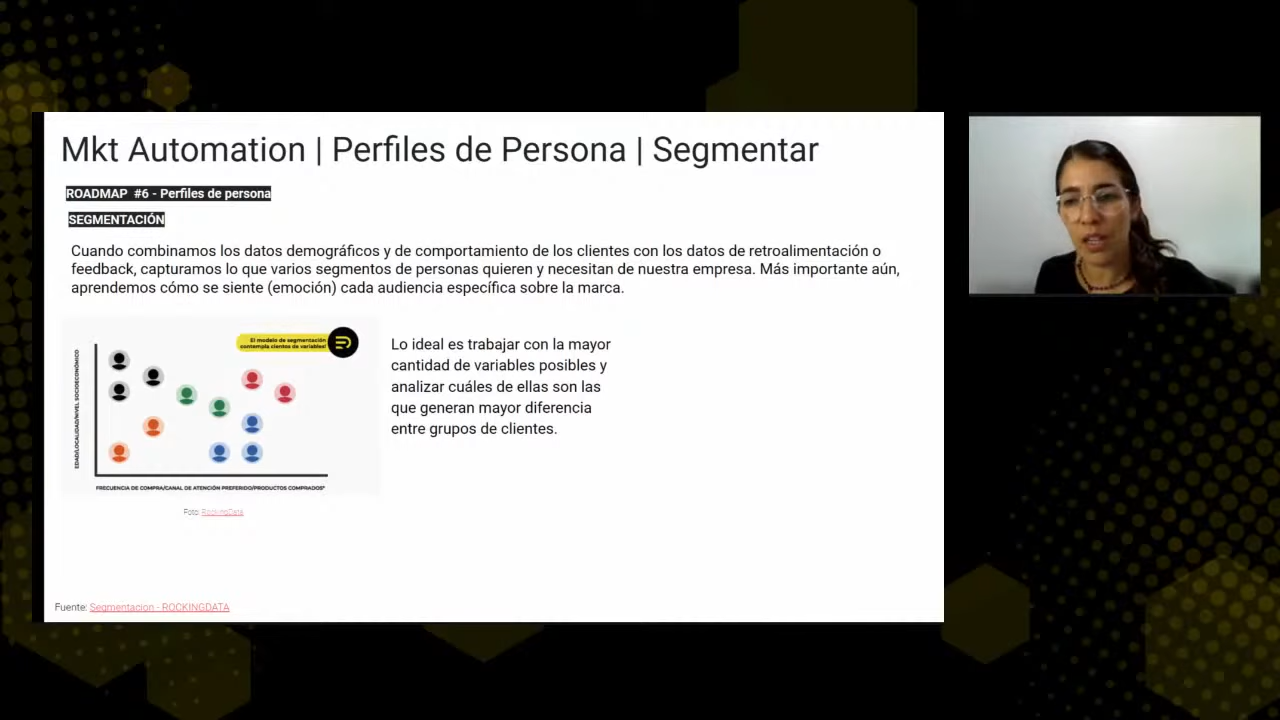 Mkt Automation | Perfiles de Persona | Segmentar
ROADMAP #6 - Perfiles de persona
SEGMENTACIÓN
Cuando combinamos los datos demográficos y de comportamiento de los clientes con los datos de retroalimentación o
feedback, capturamos lo que varios segmentos de personas quieren y necesitan de nuestra empresa. Más importante aún,
aprendemos cómo se siente (emoción) cada audiencia específica sobre la marca.
El modelo de segmentación
contempla cientos de variables!
EDAD/LOCALIDAD/NIVEL SOCIOECONÓMICO
FRECUENCIA DE COMPRA/CANAL DE ATENCIÓN PREFERIDO/PRODUCTOS COMPRADOS*
Foto: RockingData
Lo ideal es trabajar con la mayor
cantidad de variables posibles y
analizar cuáles de ellas son las
que generan mayor diferencia
entre grupos de clientes.
Fuente: Segmentacion - ROCKINGDATA